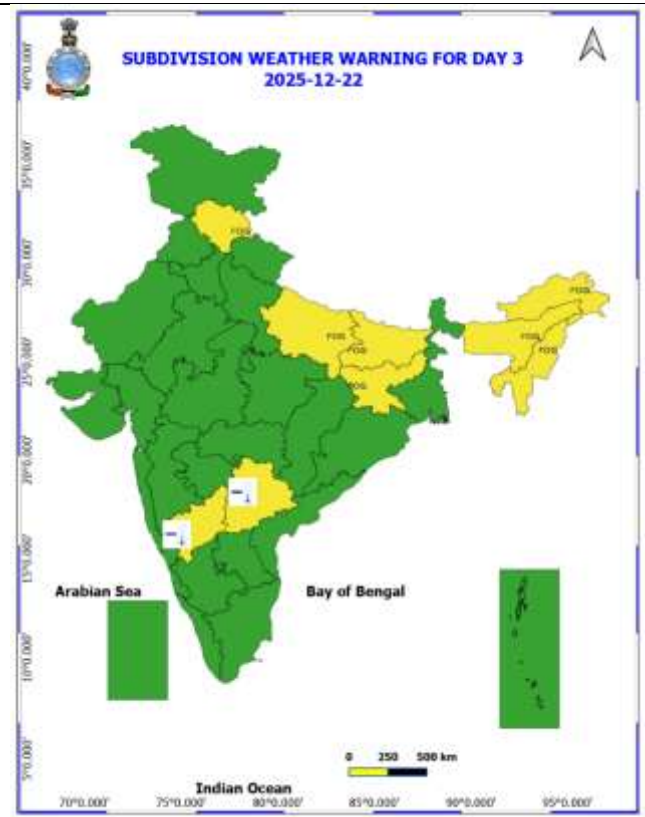 SUBDIVISION WEATHER WARNING FOR DAY 3
2025-12-22
40°0.000'
35°0.000'
30°0.000'
25°0.000'
20°0.000'
15°0.000'
10°0.000'
5°0.000'
FOG
FOG
FOG
FOG
FOG
FOG
FOG
Arabian Sea
Bay of Bengal
0 250 500 km
Indian Ocean
70°0.000' 75°0.000' 80°0.000' 85°0.000' 90°0.000' 95°0.000'